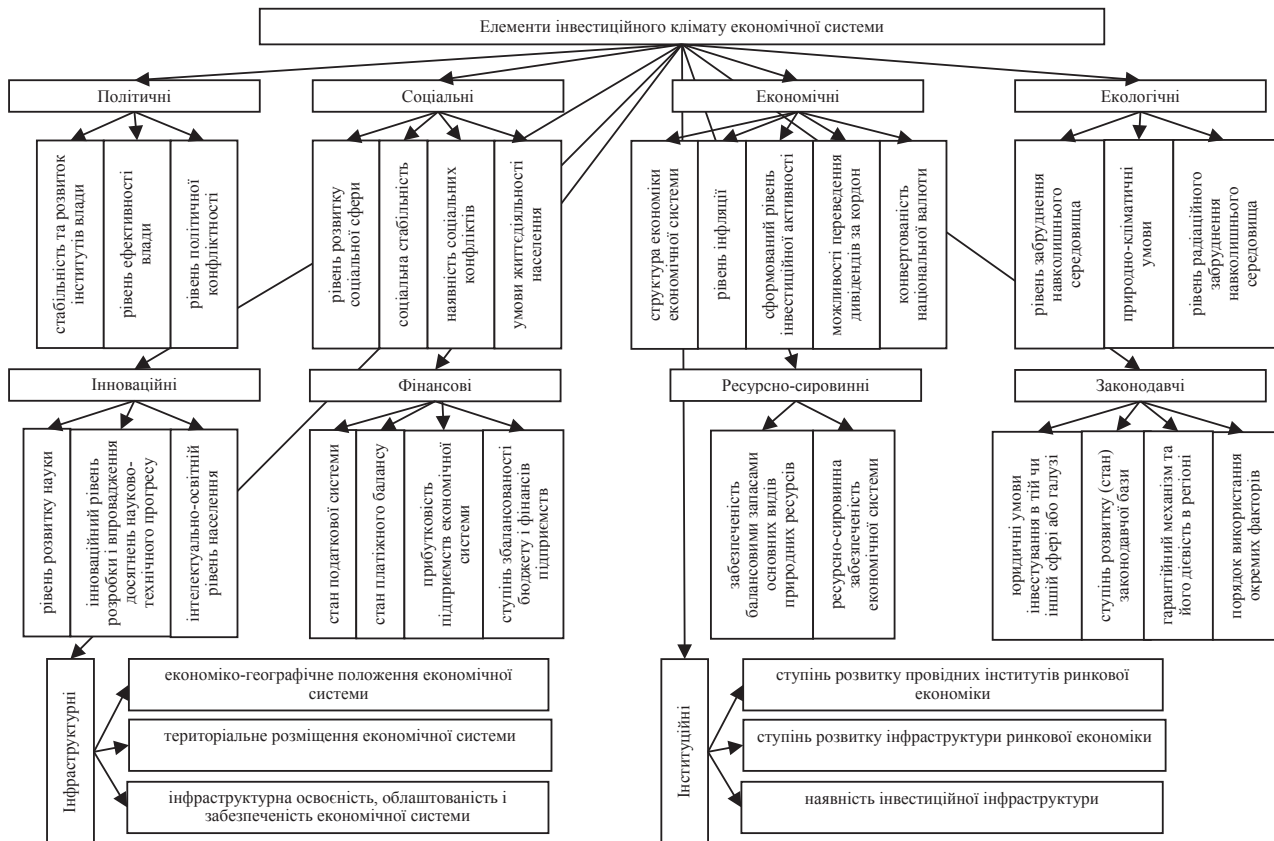 Елементи інвестиційного клімату економічної системи
Політичні
Соціальні
Економічні
Екологічні
стабільність та розвиток
інститутів влади
рівень ефективності
влади
рівень політичної
конфліктності
рівень розвитку
соціальної сфери
соціальна стабільність
наявність соціальних
конфліктів
умови життєдіяльності
населення
структура економіки
економічної системи
рівень інфляції
сформований рівень
інвестиційної активності
можливості переведення
дивідендів за кордон
конвертованість
національної валюти
рівень забруднення
навколишнього
середовища
природно-кліматичні
умови
рівень радіаційного
забруднення
навколишнього
середовища
Інноваційні
Фінансові
Ресурсно-сировинні
Законодавчі
рівень розвитку науки
інноваційний рівень
розробки і впровадження
досягнень науково-
технічного прогресу
інтелектуально-освітній
рівень населення
стан податкової системи
стан платіжного балансу
прибутковість
підприємств економічної
системи
ступінь збалансованості
бюджету і фінансів
підприємств
забезпеченість
балансовими запасами
основних видів
природних ресурсів
ресурсно-сировинна
забезпеченість
економічної системи
юридичні умови
інвестування в тій чи
іншій сфері або галузі
ступінь розвитку (стан)
законодавчої бази
гарантійний механізм та
його дієвість в регіоні
порядок використання
окремих факторів
Інфраструктурні
економіко-географічне положення економічної
системи
територіальне розміщення економічної системи
інфраструктурна освоєність, облаштованість і
забезпеченість економічної системи
Інституційні
ступінь розвитку провідних інститутів ринкової
економіки
ступінь розвитку інфраструктури ринкової економіки
наявність інвестиційної інфраструктури